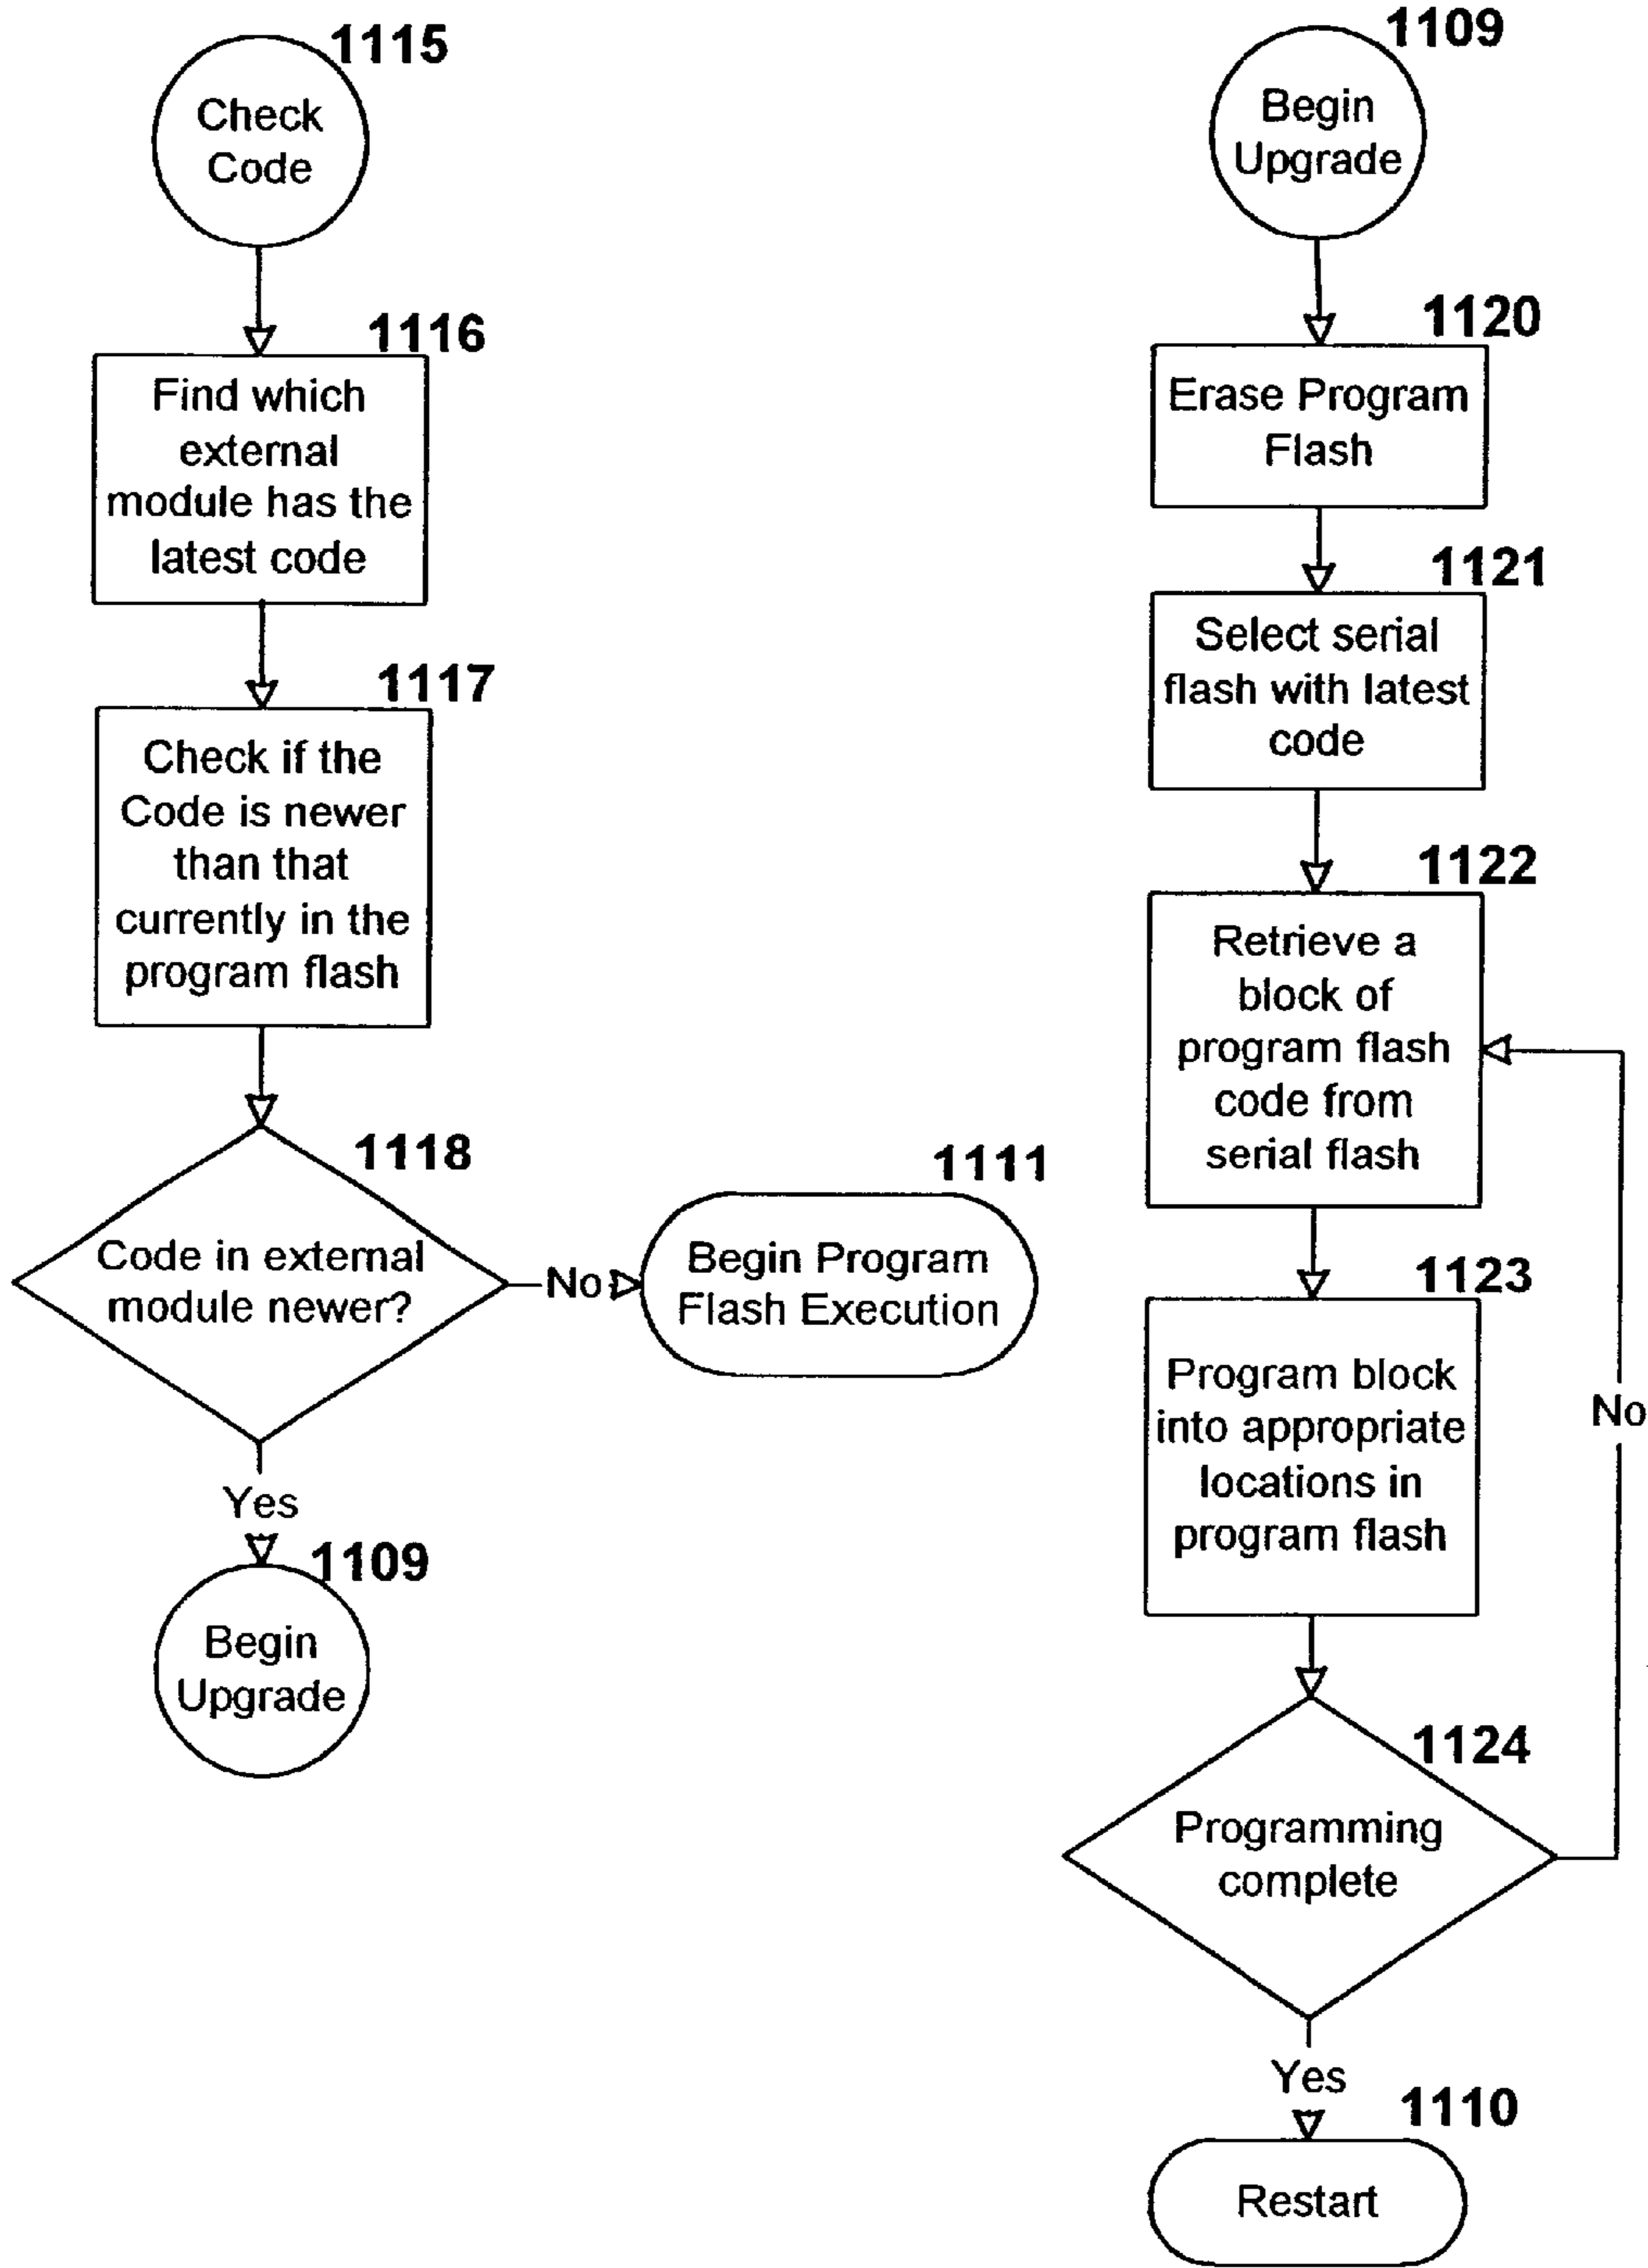 1115
Check
Code
1116
Find which
external
module has the
latest code
1117
Check if the
Code is newer
than that
currently in the
program flash
1118
Code in external
module newer?
No
1111
Begin Program
Flash Execution
Yes
1109
Begin
Upgrade
1109
Begin
Upgrade
1120
Erase Program
Flash
1121
Select serial
flash with latest
code
1122
Retrieve a
block of
program flash
code from
serial flash
1123
Program block
into appropriate
locations in
program flash
No
1124
Programming
complete
Yes
1110
Restart